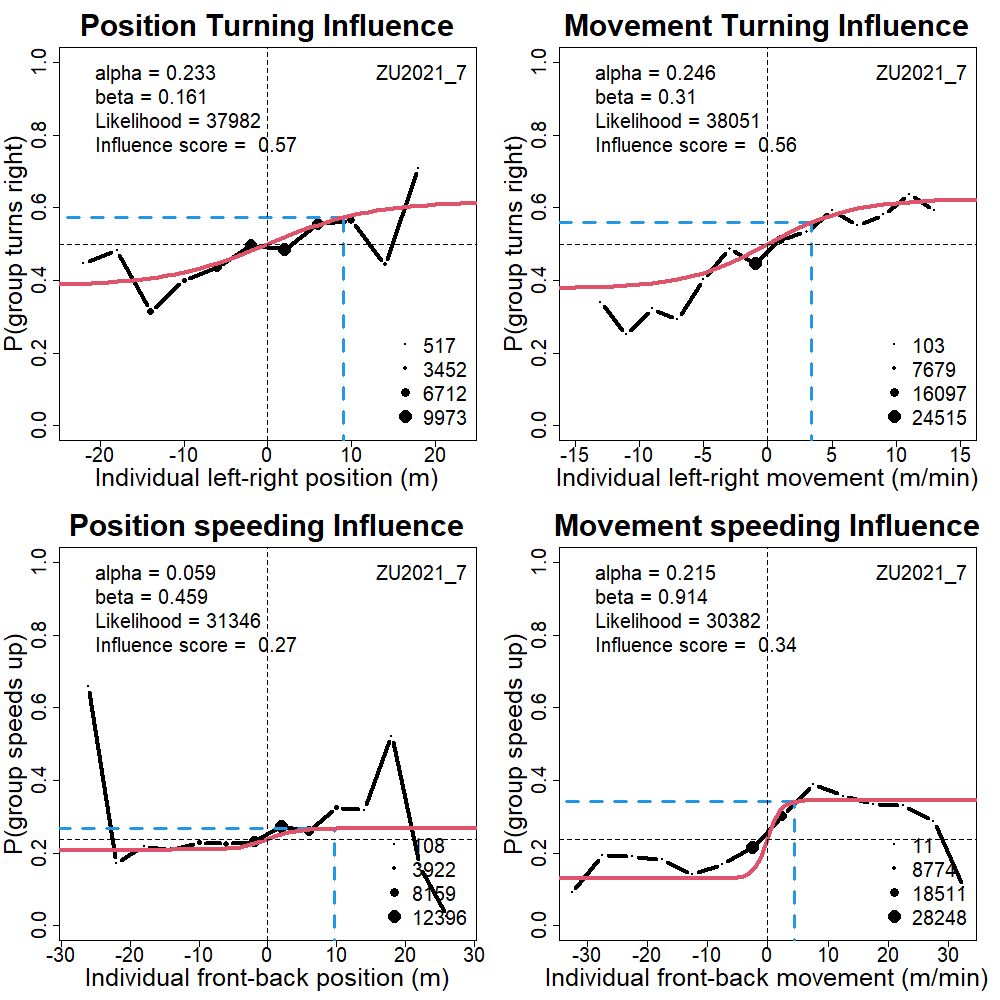 Position Turning Influence
P(group turns right)
1.0
0.8
0.6
0.4
0.2
0.0
alpha = 0.233
beta = 0.161
Likelihood = 37982
Influence score = 0.57
ZU2021_7
517
3452
6712
9973
-20 -10 0 10 20
Individual left-right position (m)
Movement Turning Influence
P(group turns right)
1.0
0.8
0.6
0.4
0.2
0.0
alpha = 0.246
beta = 0.31
Likelihood = 38051
Influence score = 0.56
ZU2021_7
103
7679
16097
24515
-15 -10 -5 0 5 10 15
Individual left-right movement (m/min)
Position speeding Influence
P(group speeds up)
1.0
0.8
0.6
0.4
0.2
0.0
alpha = 0.059
beta = 0.459
Likelihood = 31346
Influence score = 0.27
ZU2021_7
108
3922
8159
12396
-30 -20 -10 0 10 20 30
Individual front-back position (m)
Movement speeding Influence
P(group speeds up)
1.0
0.8
0.6
0.4
0.2
0.0
alpha = 0.215
beta = 0.914
Likelihood = 30382
Influence score = 0.34
ZU2021_7
11
8774
18511
28248
-30 -20 -10 0 10 20 30
Individual front-back movement (m/min)